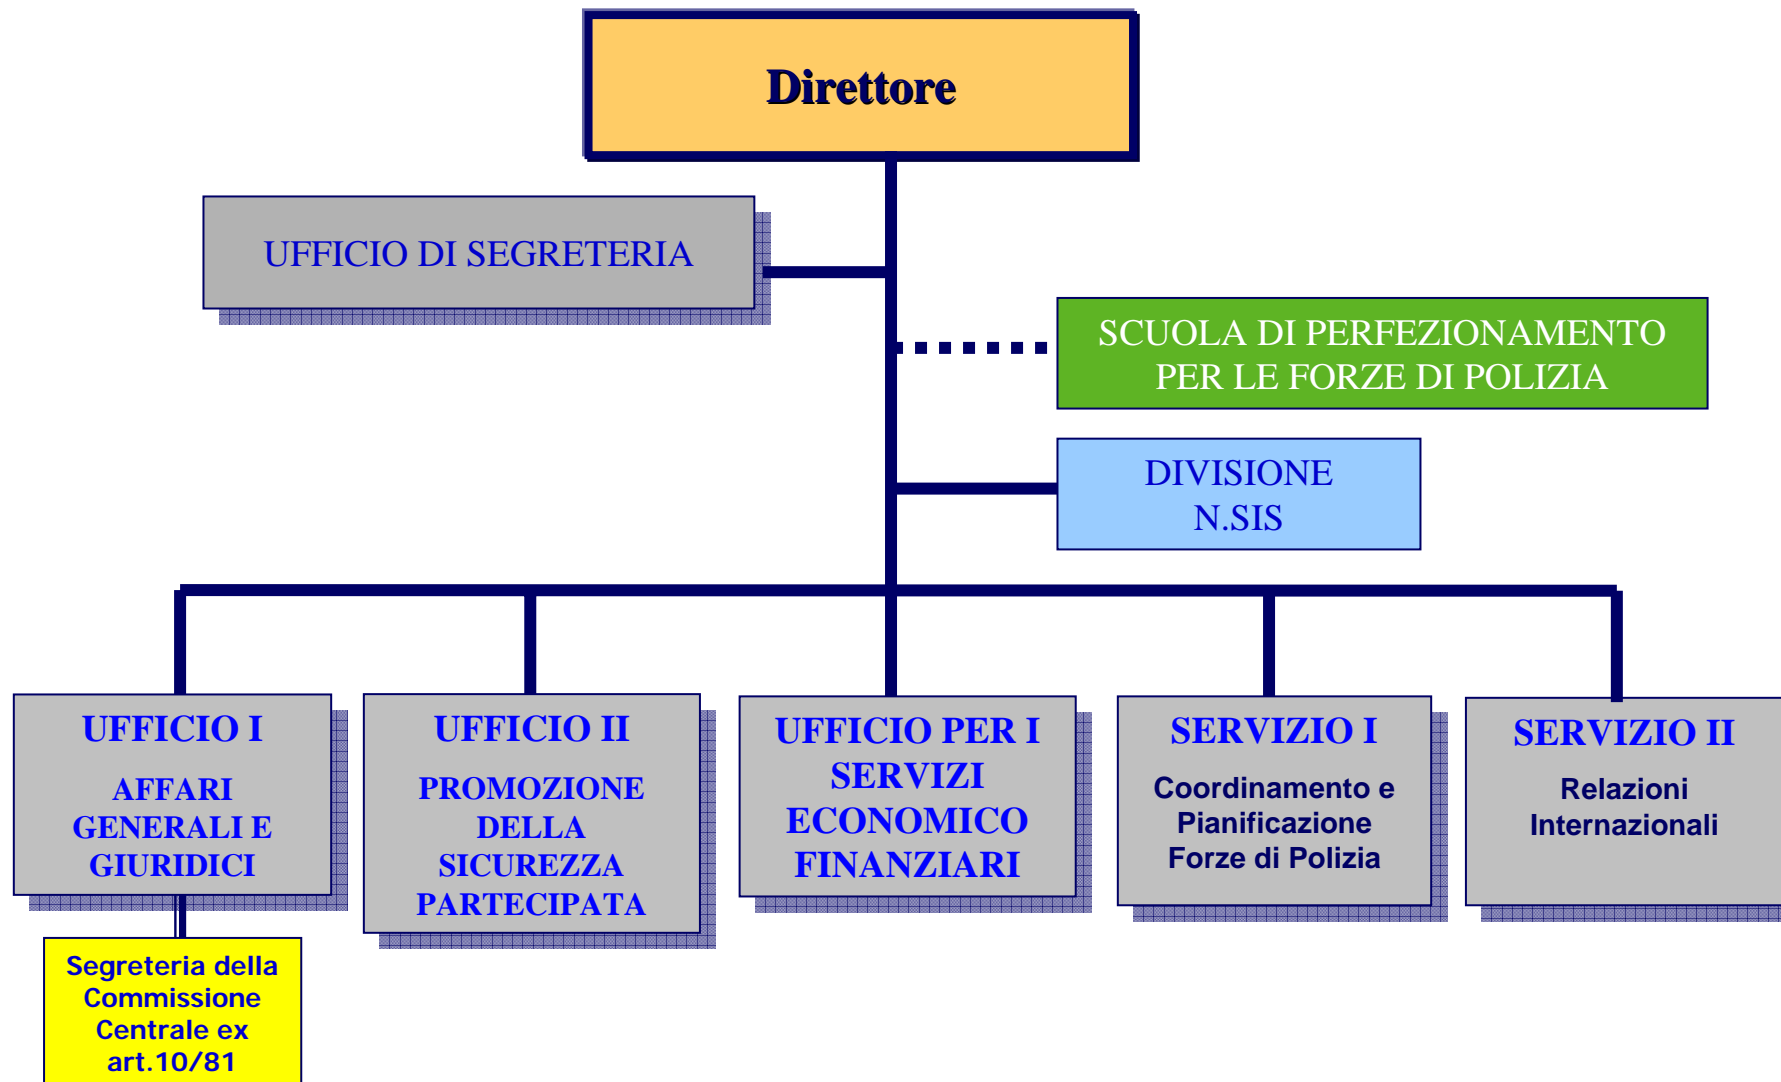 Direttore
UFFICIO DI SEGRETERIA
SCUOLA DI PERFEZIONAMENTO
PER LE FORZE DI POLIZIA
DIVISIONE
N.SIS
UFFICIO I
AFFARI
GENERALI E
GIURIDICI
UFFICIO II
PROMOZIONE
DELLA
SICUREZZA
PARTECIPATA
UFFICIO PER I
SERVIZI
ECONOMICO
FINANZIARI
SERVIZIO I
Coordinamento e
Pianificazione
Forze di Polizia
SERVIZIO II
Relazioni
Internazionali
Segreteria della
Commissione
Centrale ex
art.10/81